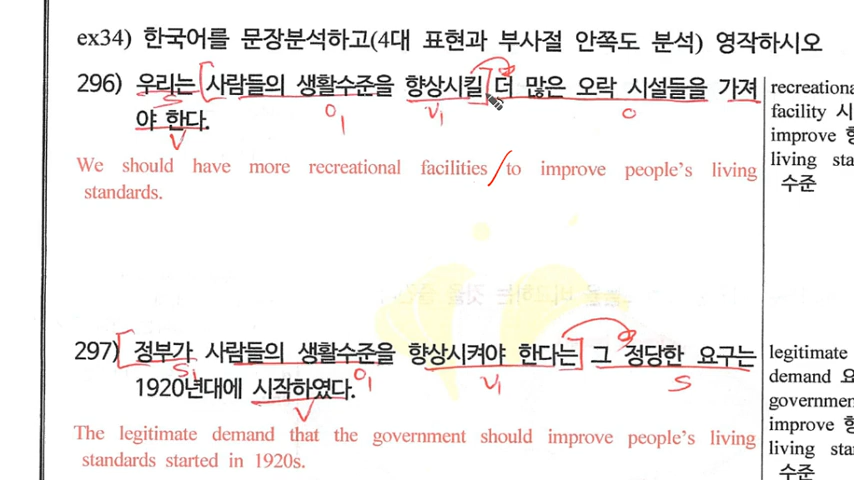 ex34) 한국어를 문장분석하고(4대 표현과 부사절 안쪽도 분석) 영작하시오
296) 우리는 [사람들의 생활수준을 향상시킬] 더 많은 오락 시설들을 가져
S O1 V1 O
야 한다.
V
We should have more recreational facilities / to improve people's living
standards.
recreationa
facility 시
improve 향
living sta
수준
297) [정부가 사람들의 생활수준을 향상시켜야 한다는] 그 정당한 요구는
S1 O1 V1 S
1920년대에 시작하였다.
V
The legitimate demand that the government should improve people's living
standards started in 1920s.
legitimate
demand 요
governmen
improve 향
living sta
수준